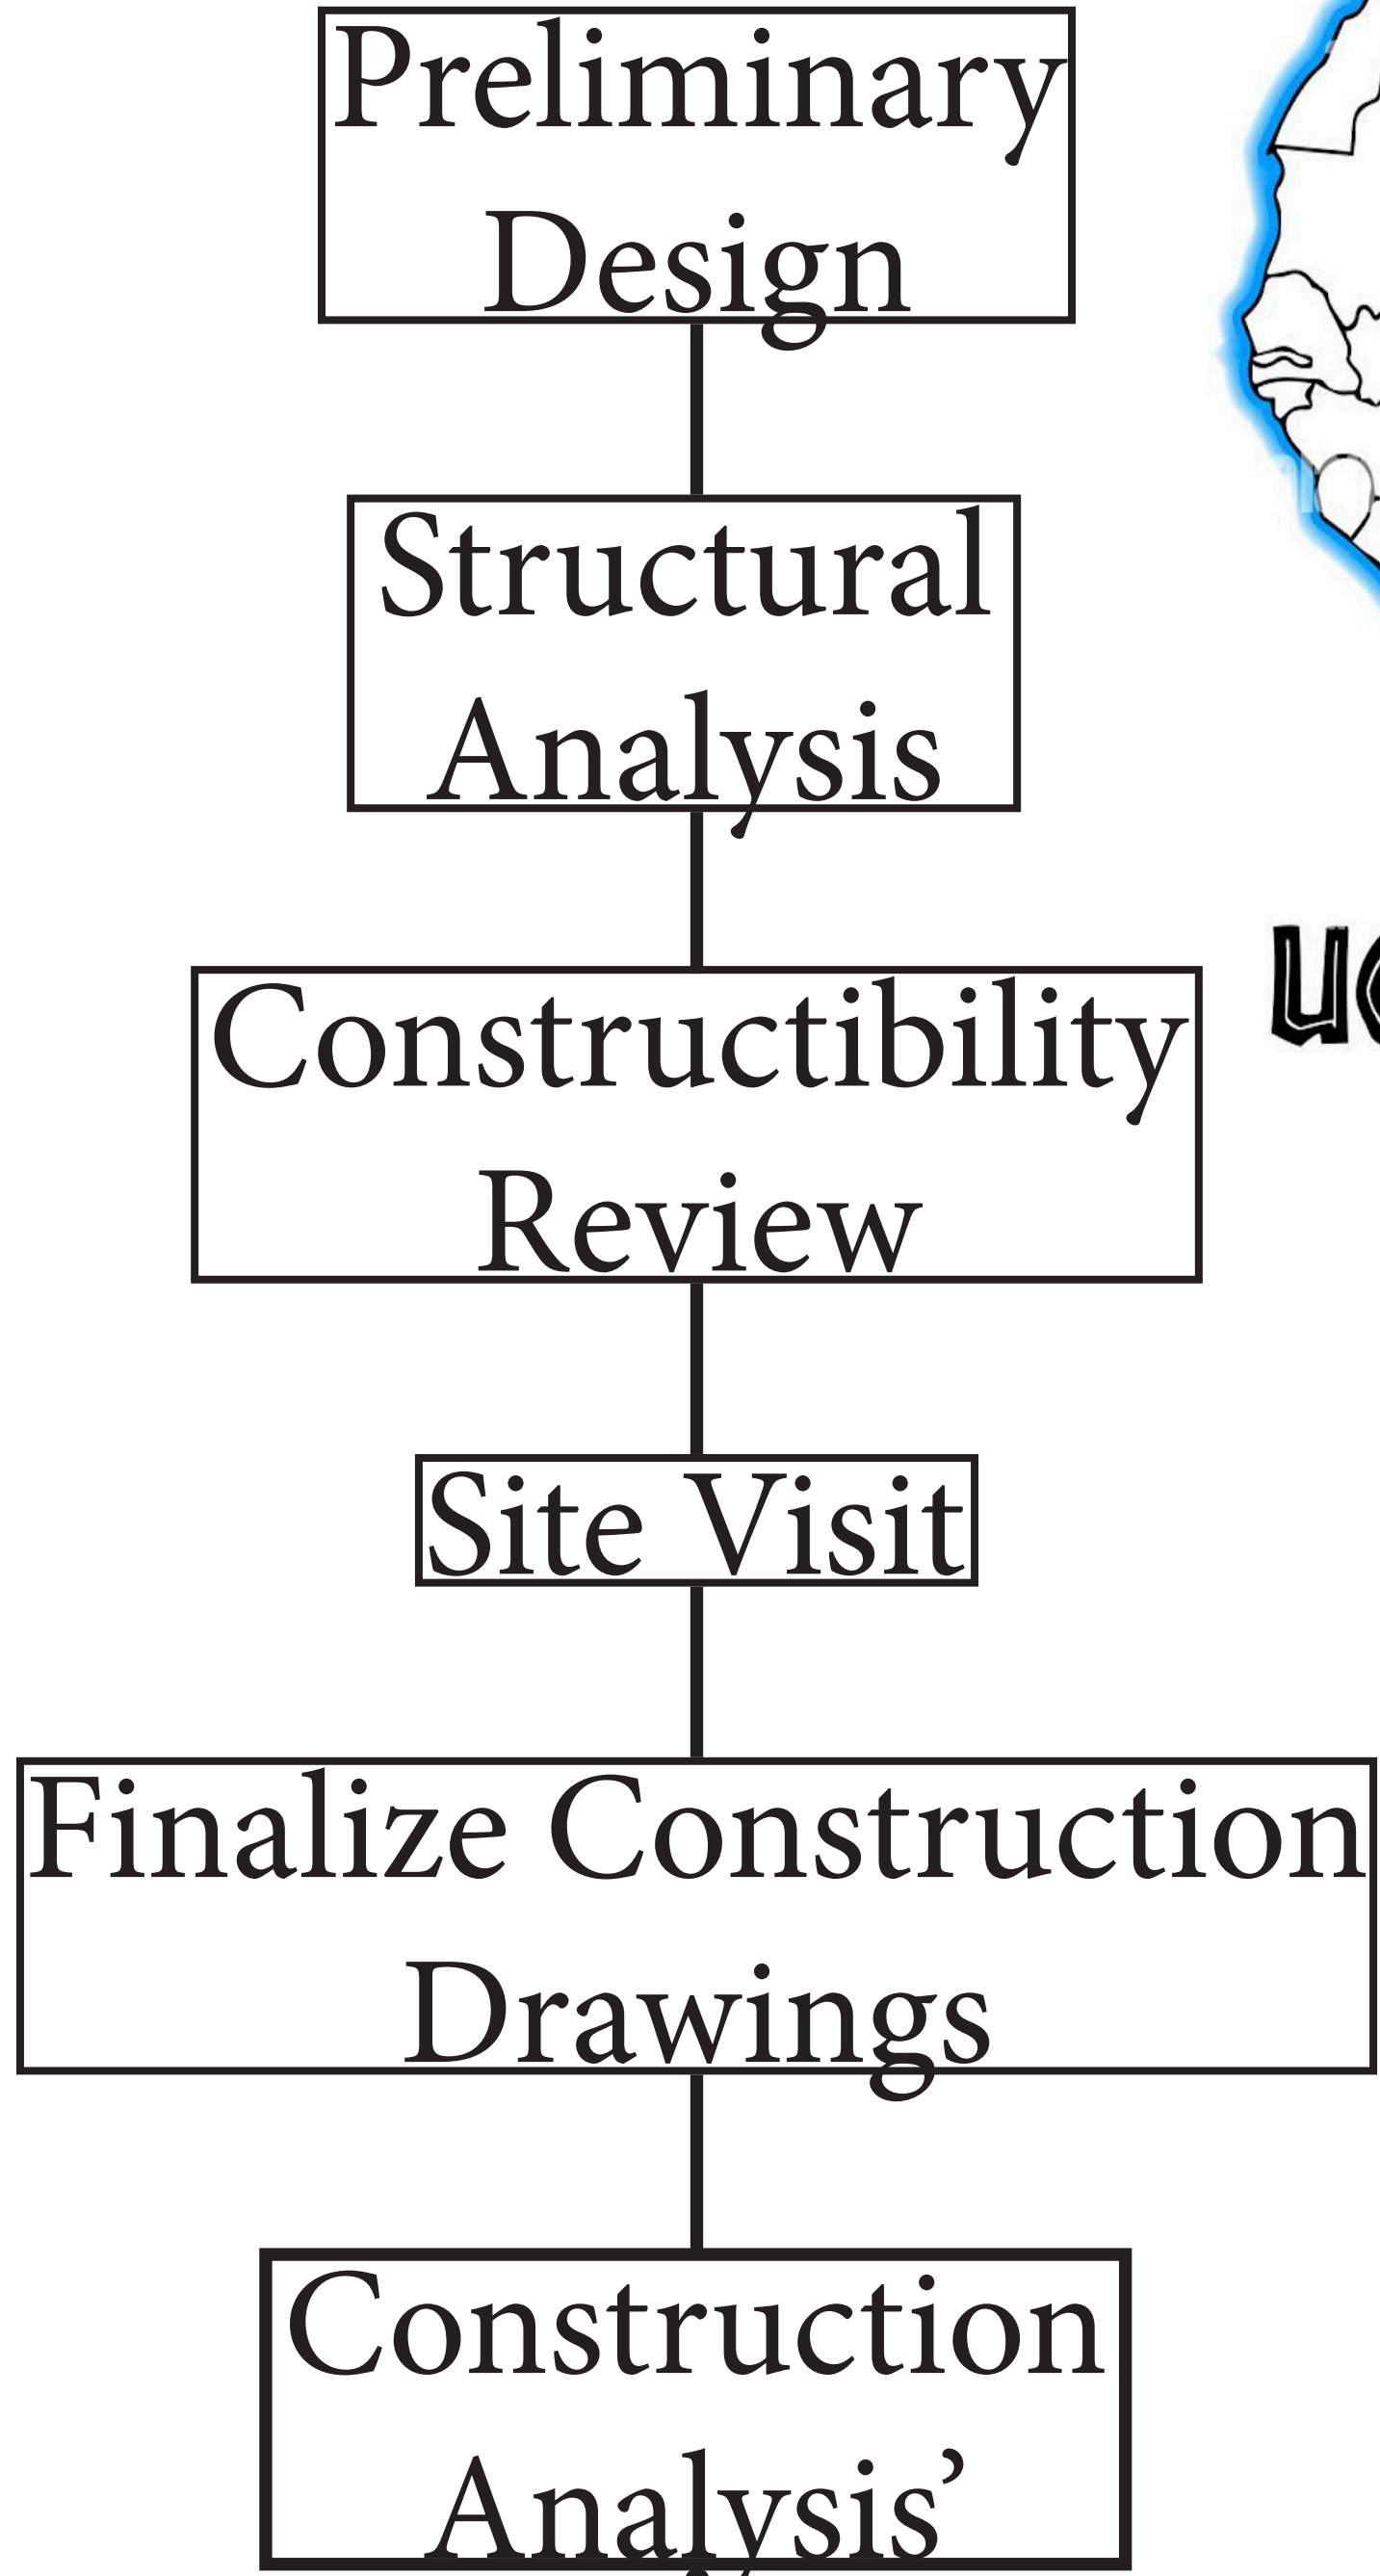 Preliminary
Design
Structural
Analysis
Constructibility
Review
Site Visit
Finalize Construction
Drawings
Construction
Analysis’